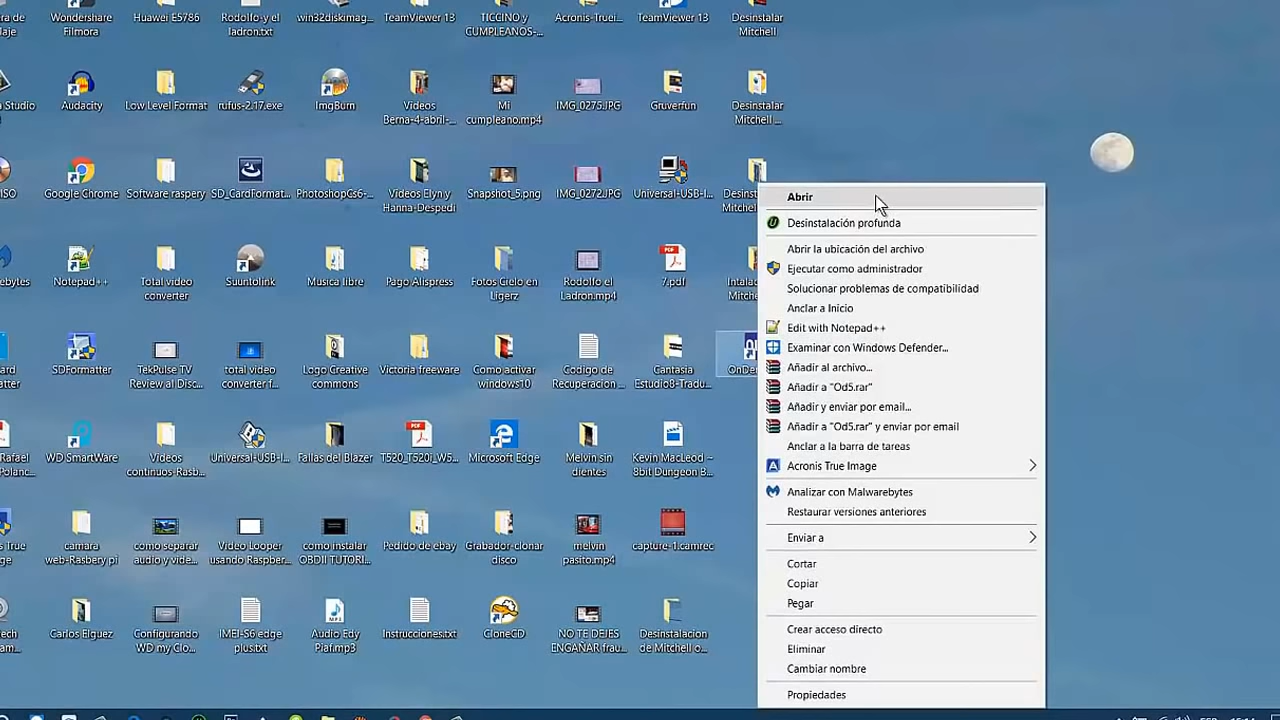 Wondershare
Filmora
Huawei E5786
Rodolfo-y el
ladron.txt
win32diskimag...
TeamViewer 13
TICCINO y
CUMPLEANOS-...
Acronis-Truei...
TeamViewer 13
Desinstalar
Mitchell
Studio
Audacity
Low Level Format
rufus-2.17.exe
ImgBurn
Videos
Berna-4-abril-...
Mi
cumpleano.mp4
IMG_0275.JPG
Gruverfun
Desinstalar
Mitchell ...
ISO
Google Chrome
Software raspery
SD_CardFormat...
PhotoshopCs6-...
Videos Elyn y
Hanna-Despedi
Snapshot_5.png
IMG_0272.JPG
Universal-USB-I...
Notepad++
Total video
converter
Suuntolink
Musica libre
Pago Alispress
Fotos Cielo en
Ligerz
Rodolfo el
Ladron.mp4
7.pdf
SDFormatter
TekPulse TV
Review al Disc...
total video
converter f...
Logo Creative
commons
Victoria freeware
Como activar
windows10
Codigo de
Recuperacion ...
Camtasia
Estudio8-Tradu...
Rafael
Polanc...
WD SmartWare
Videos
continuos-Rasb...
Universal-USB-I...
Fallas del Blazer
T520_T520i_W5...
Microsoft Edge
Melvin sin
dientes
Kevin MacLeod ~
8bit Dungeon B...
camara
web-Rasbery pi
como separar
audio y vide...
Video Looper
usando Raspber...
como instalar
OBDII TUTORI...
Pedido de ebay
Grabador-clonar
disco
melvin
pasito.mp4
capture-1.camrec
Carlos Elguez
Configurando
WD my Clo...
IMEI-S6 edge
plus.txt
Audio Edy
Piaf.mp3
Instrucciones.txt
CloneCD
NO TE DEJES
ENGAÑAR frau...
Desinstalacion
de Mitchell o...
Abrir
Desinstalación profunda
Abrir la ubicación del archivo
Ejecutar como administrador
Solucionar problemas de compatibilidad
Anclar a Inicio
Edit with Notepad++
Examinar con Windows Defender...
Añadir al archivo...
Añadir a "Od5.rar"
Añadir y enviar por email...
Añadir a "Od5.rar" y enviar por email
Anclar a la barra de tareas
Acronis True Image
Analizar con Malwarebytes
Restaurar versiones anteriores
Enviar a
Cortar
Copiar
Pegar
Crear acceso directo
Eliminar
Cambiar nombre
Propiedades